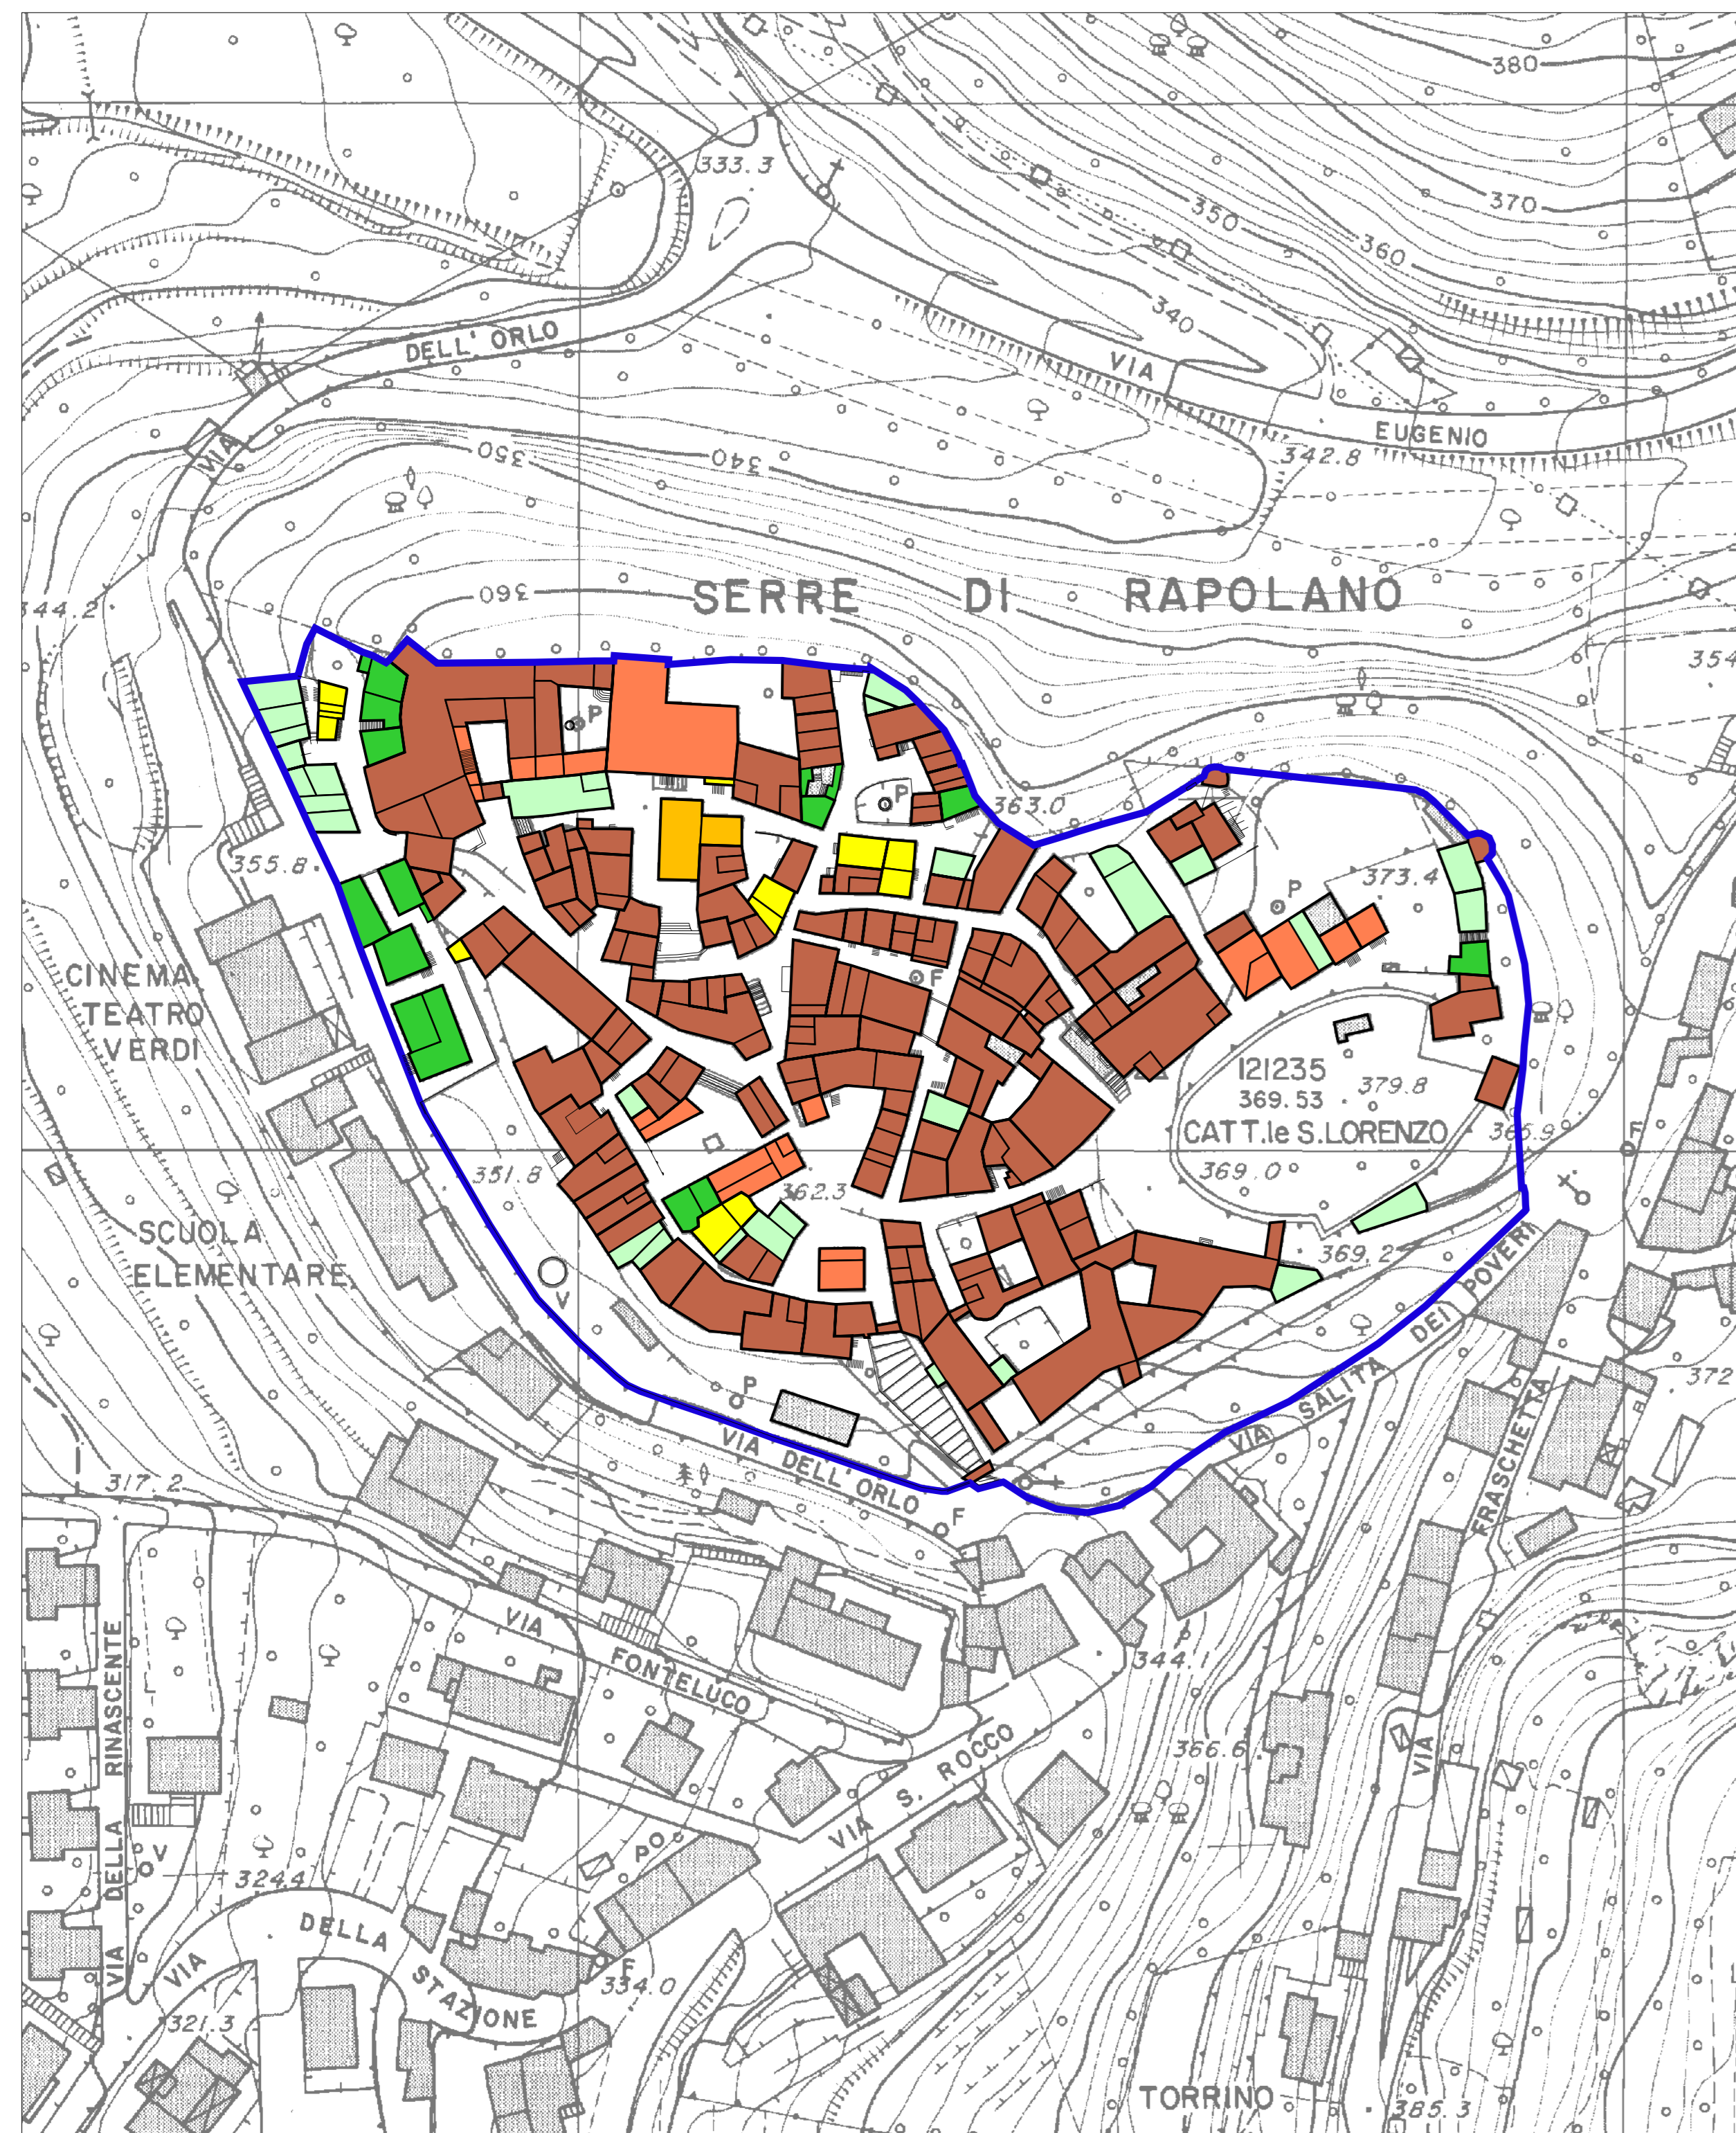 380
333.3
370
350
360
340
DELL' ORLO
VIA
EUGENIO
342.8
VIA
350
340
360
SERRE DI RAPOLANO
344.2
354
P
P
363.0
355.8
373.4
P
CINEMA
TEATRO
VERDI
F
121235
369.53
379.8
CATT.le S.LORENZO
365.9
F
369.0
351.8
362.3
SCUOLA
ELEMENTARE
369.2
V
VIA SALITA DEI POVERI
P
372
VIA DELL' ORLO
F
317.2
VIA FRASCHETTA
VIA FONTELUCO
344.1
VIA DELLA RINASCENTE
VIA S. ROCCO
366.6
PO
V
324.4
VIA DELLA STAZIONE
F
334.0
321.3
TORRINO
385.3